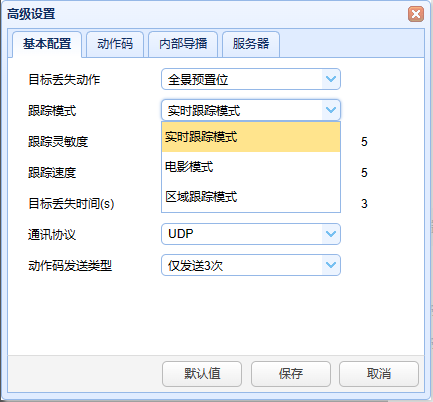 高级设置
基本配置 动作码 内部导播 服务器
目标丢失动作 全景预置位
跟踪模式 实时跟踪模式
实时跟踪模式
跟踪灵敏度 5
电影模式
跟踪速度 5
区域跟踪模式
目标丢失时间(s) 3
通讯协议 UDP
动作码发送类型 仅发送3次
默认值 保存 取消